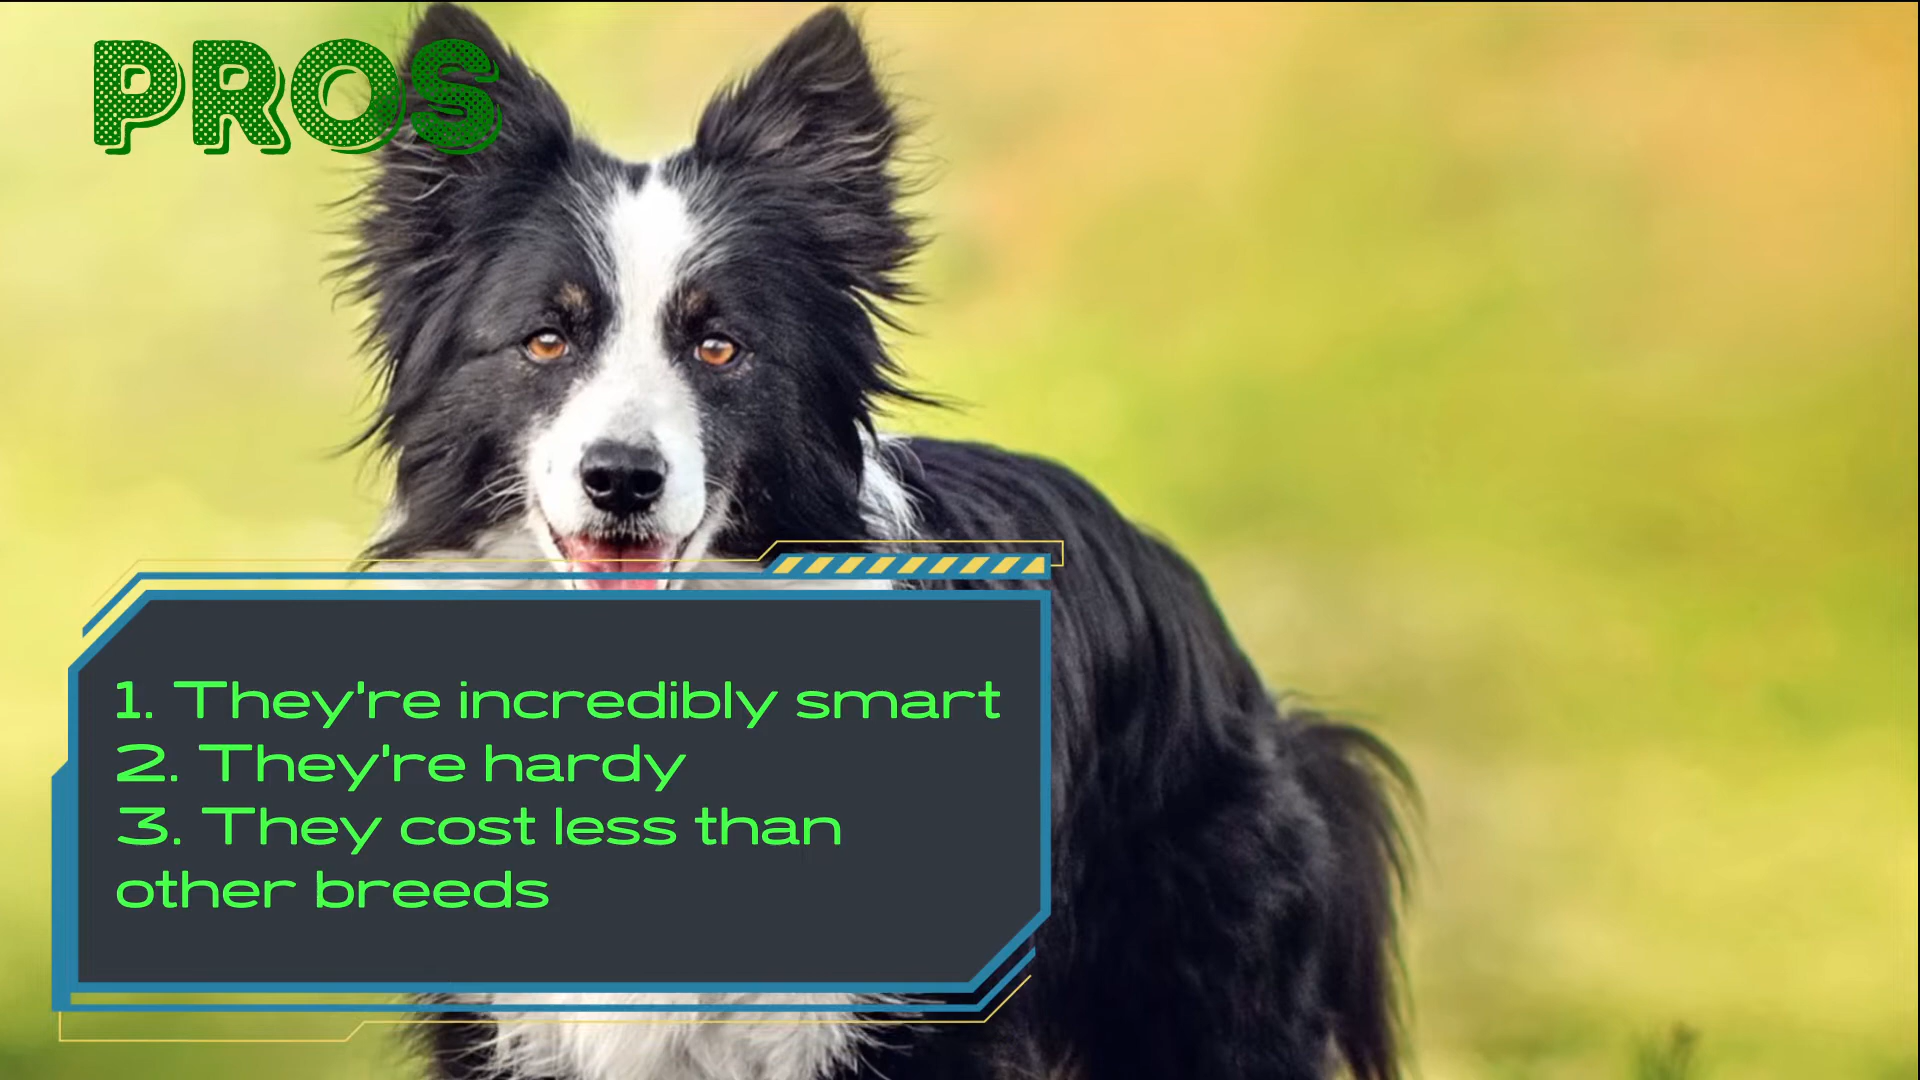 PROS
1. They're incredibly smart
2. They're hardy
3. They cost less than
other breeds